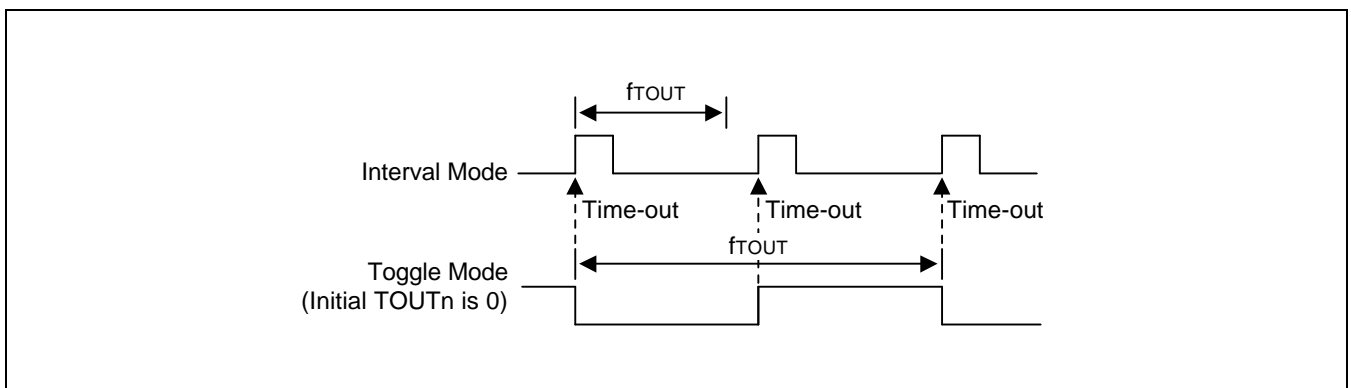 fTOUT
Interval Mode
Time-out
Time-out
Time-out
fTOUT
Toggle Mode
(Initial TOUTn is 0)